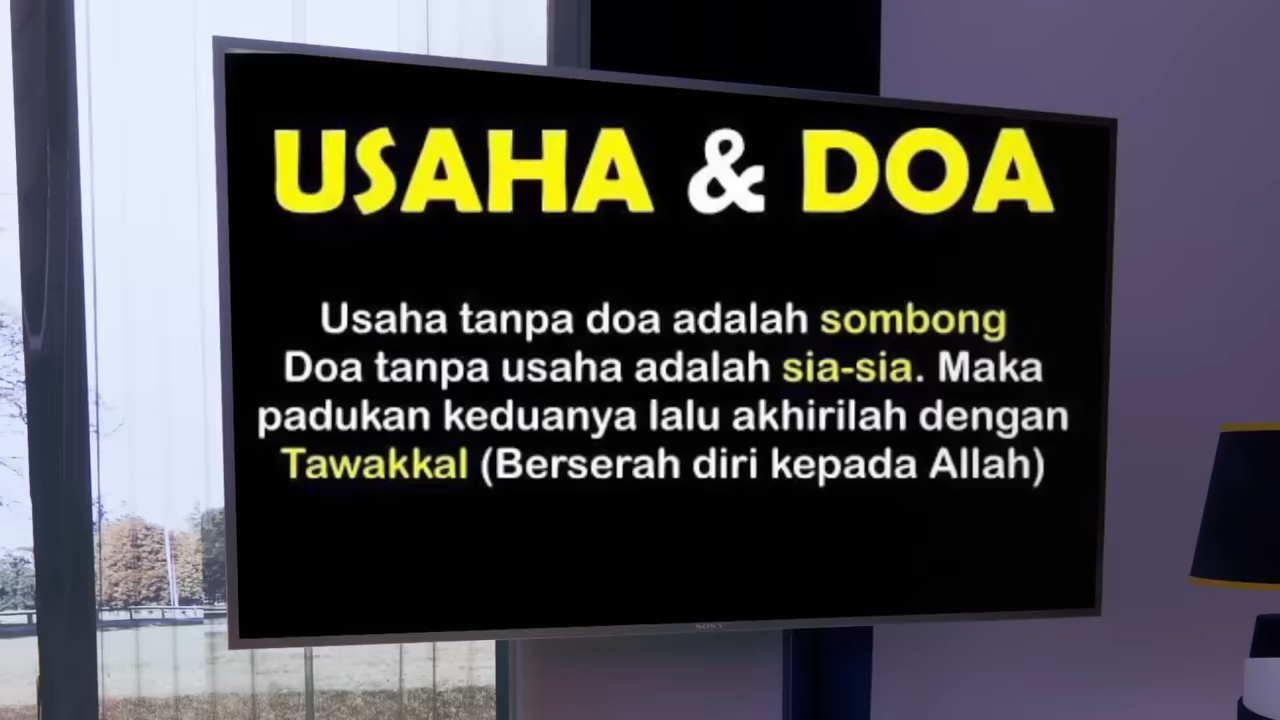 USAHA & DOA
Usaha tanpa doa adalah sombong
Doa tanpa usaha adalah sia-sia. Maka
padukan keduanya lalu akhirilah dengan
Tawakkal (Berserah diri kepada Allah)
SONY